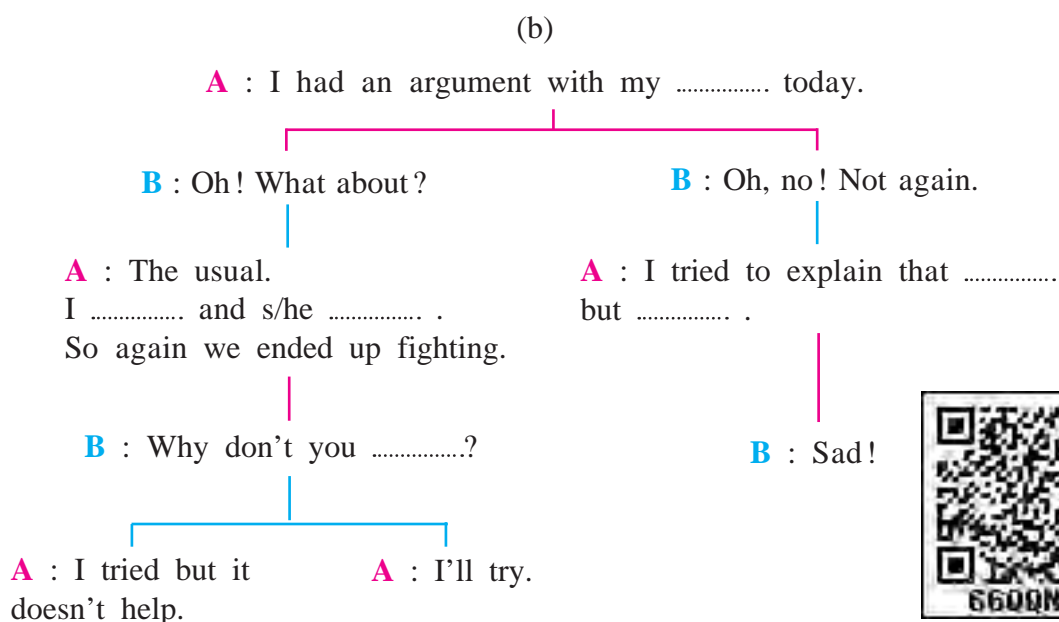 (b)
A : I had an argument with my ................ today.
B : Oh! What about?
B : Oh, no! Not again.
A : The usual.
I ................ and s/he ................ .
So again we ended up fighting.
A : I tried to explain that ................
but ................ .
B : Why don't you ................?
B : Sad!
A : I tried but it
doesn't help.
A : I'll try.